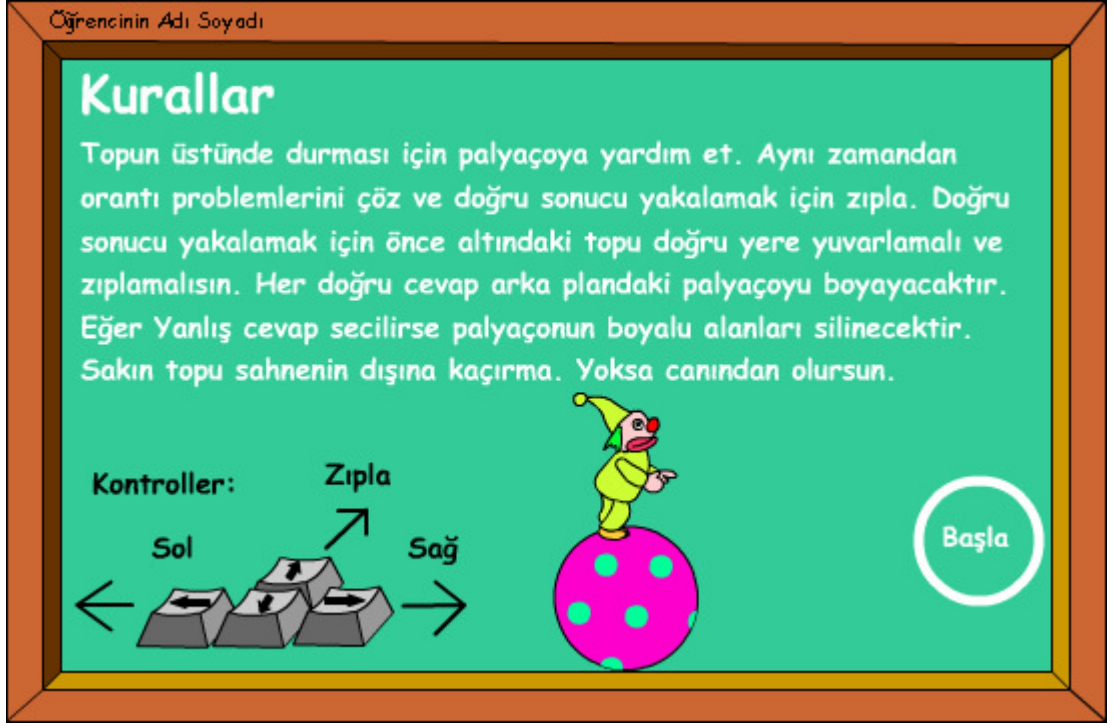 Öğrencinin Adı Soyadı
Kurallar
Topun üstünde durması için palyaçoya yardım et. Aynı zamandan
orantı problemlerini çöz ve doğru sonucu yakalamak için zıpla. Doğru
sonucu yakalamak için önce altındaki topu doğru yere yuvarlamalı ve
zıplamalısın. Her doğru cevap arka plandaki palyaçoyu boyayacaktır.
Eğer Yanlış cevap secilirse palyaçonun boyalu alanları silinecektir.
Sakın topu sahnenin dışına kaçırma. Yoksa canından olursun.
Kontroller:
Zıpla
Sol
Sağ
Başla